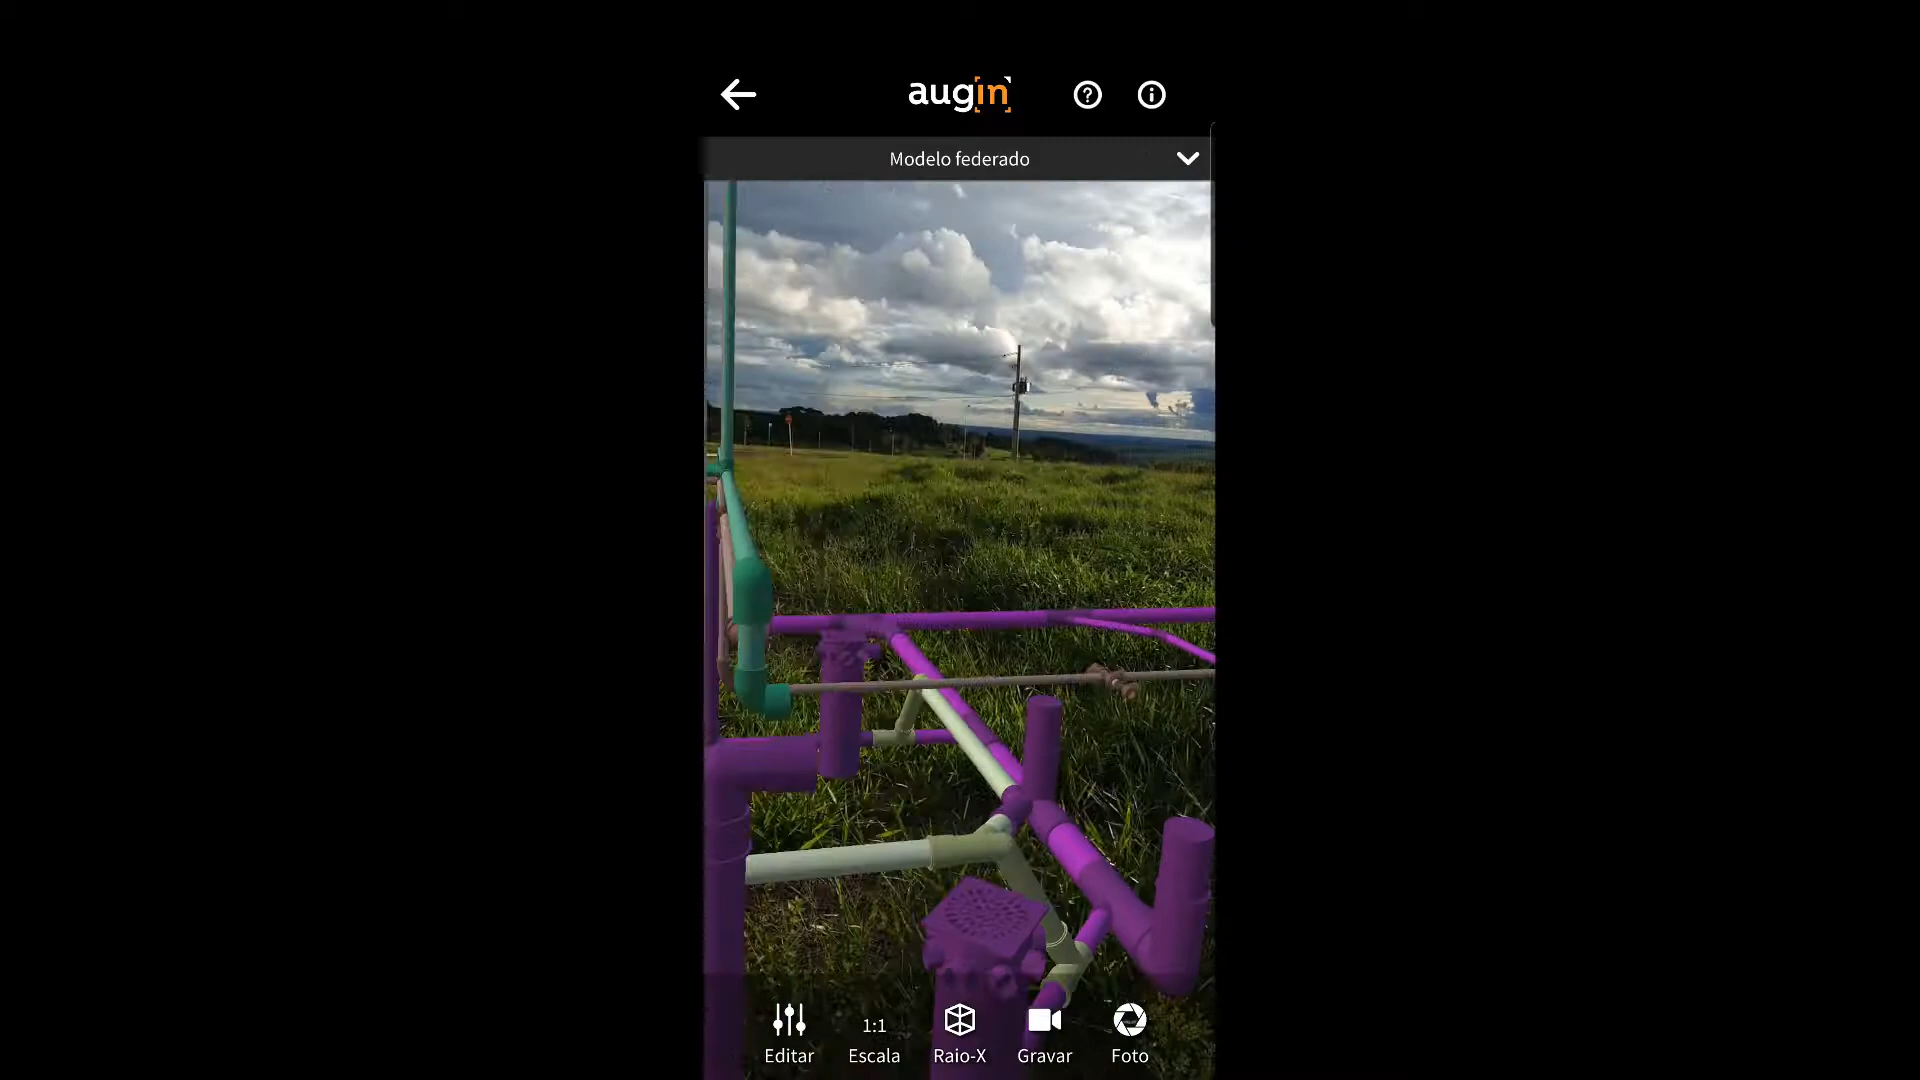 augin
Modelo federado
1:1
Editar
Escala
Raio-X
Gravar
Foto